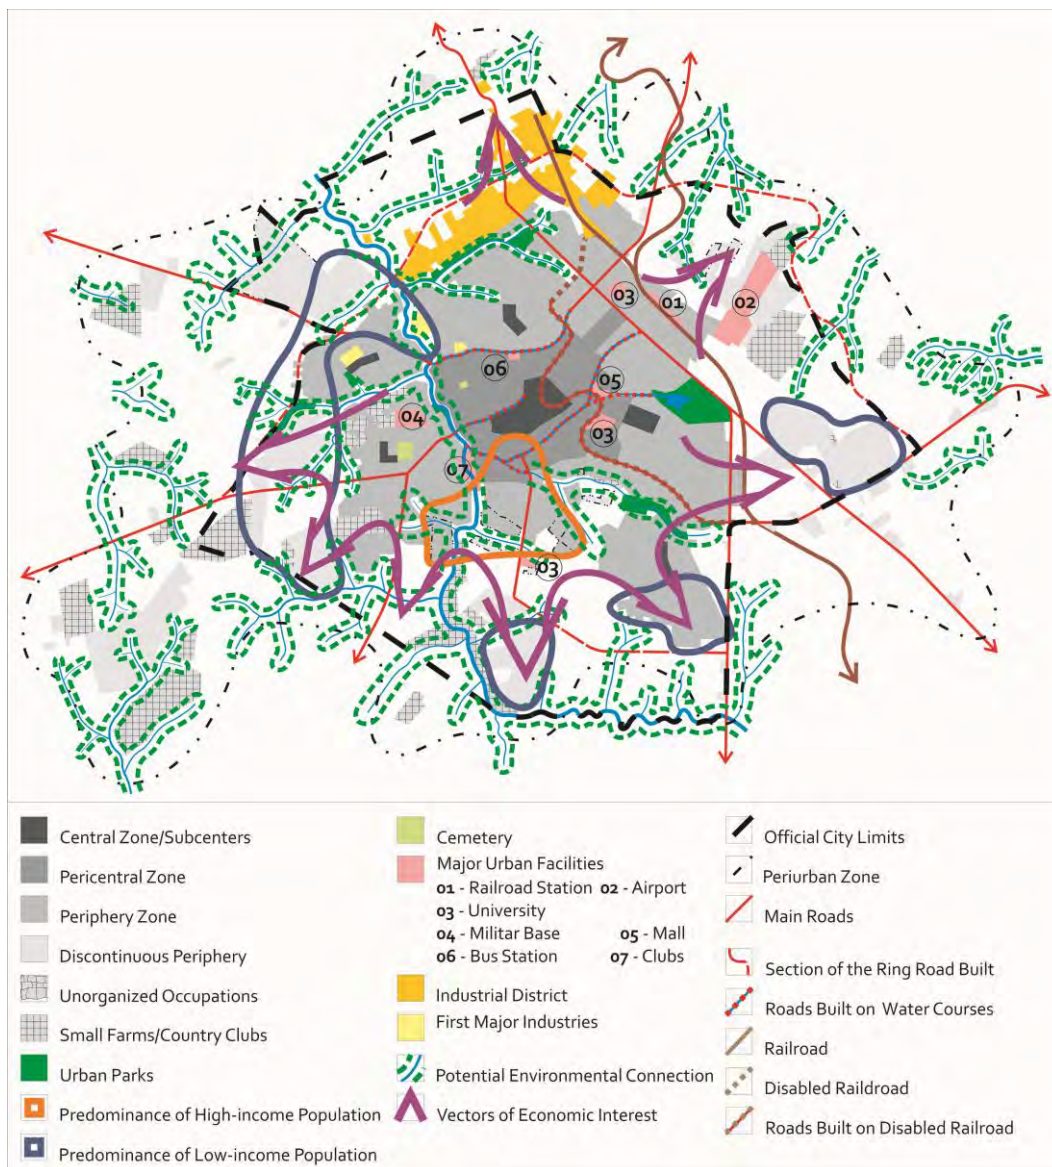 7
03
01
02
06
05
04
03
07
03
Central Zone/Subcenters
Pericentral Zone
Periphery Zone
Discontinuous Periphery
Unorganized Occupations
Small Farms/Country Clubs
Urban Parks
Predominance of High-income Population
Predominance of Low-income Population
Cemetery
Major Urban Facilities
01 - Railroad Station 02 - Airport
03 - University
04 - Militar Base 05 - Mall
06 - Bus Station 07 - Clubs
Industrial District
First Major Industries
Potential Environmental Connection
Vectors of Economic Interest
Official City Limits
Periurban Zone
Main Roads
Section of the Ring Road Built
Roads Built on Water Courses
Railroad
Disabled Raildroad
Roads Built on Disabled Railroad